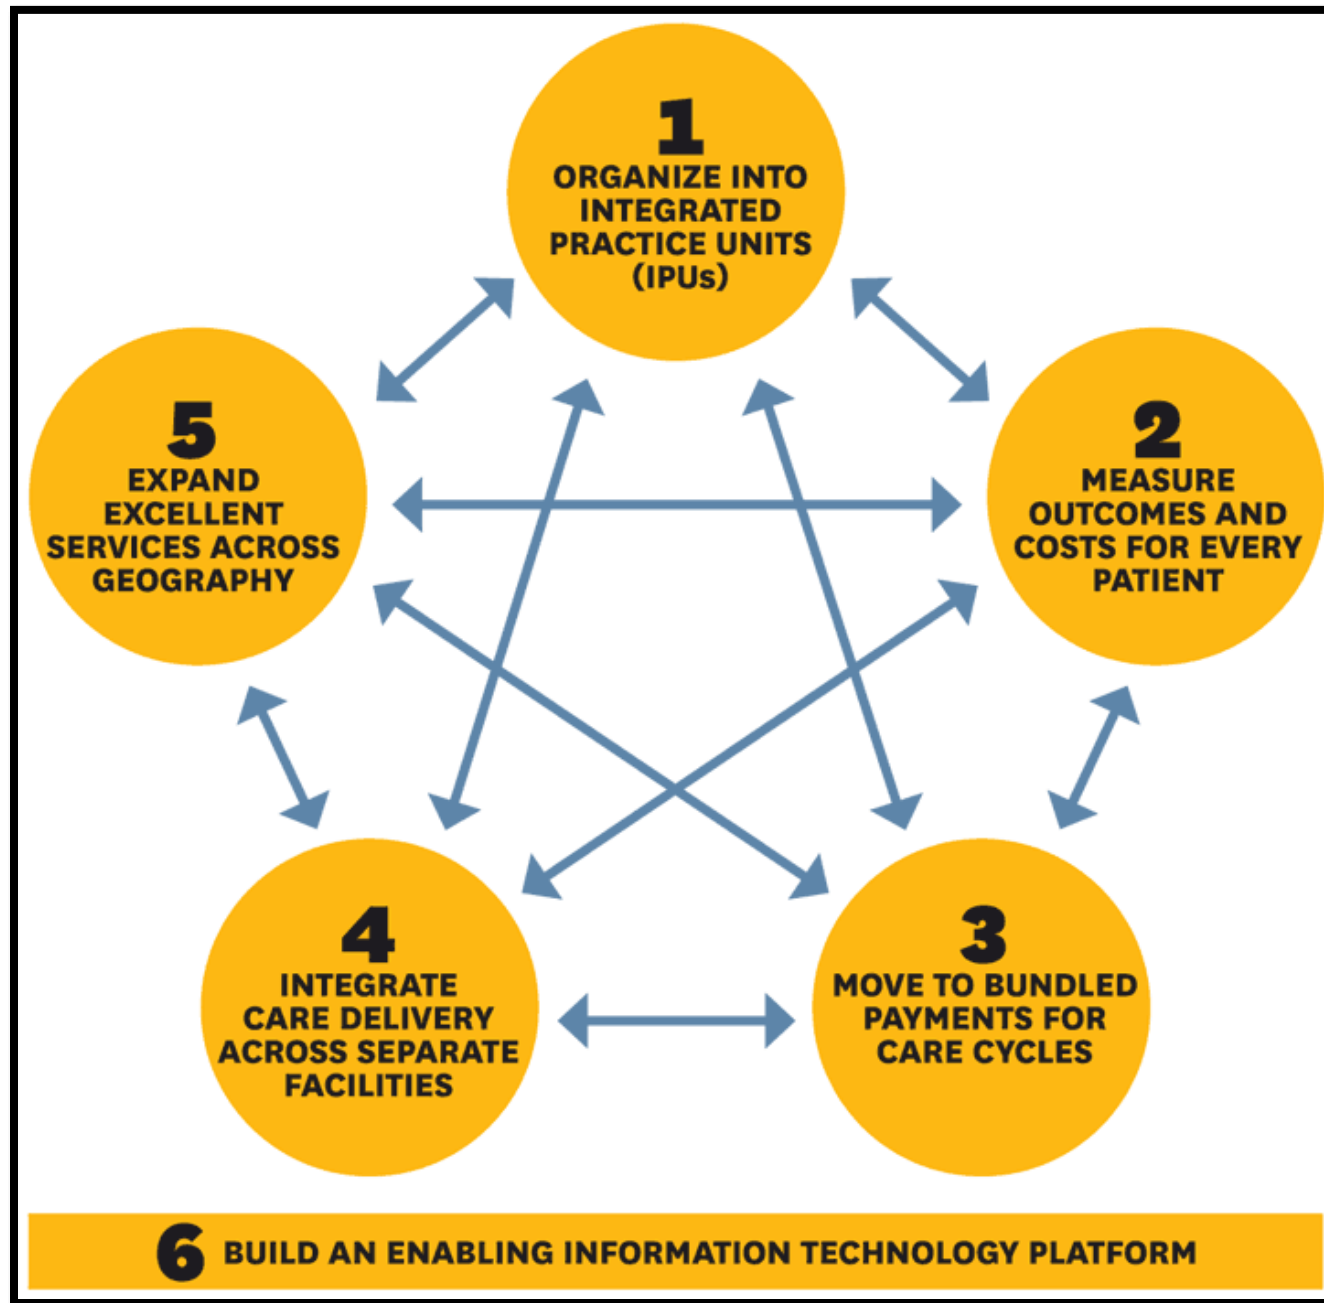 1
ORGANIZE INTO
INTEGRATED
PRACTICE UNITS
(IPUs)
2
MEASURE
OUTCOMES AND
COSTS FOR EVERY
PATIENT
3
MOVE TO BUNDLED
PAYMENTS FOR
CARE CYCLES
4
INTEGRATE
CARE DELIVERY
ACROSS SEPARATE
FACILITIES
5
EXPAND
EXCELLENT
SERVICES ACROSS
GEOGRAPHY
6 BUILD AN ENABLING INFORMATION TECHNOLOGY PLATFORM